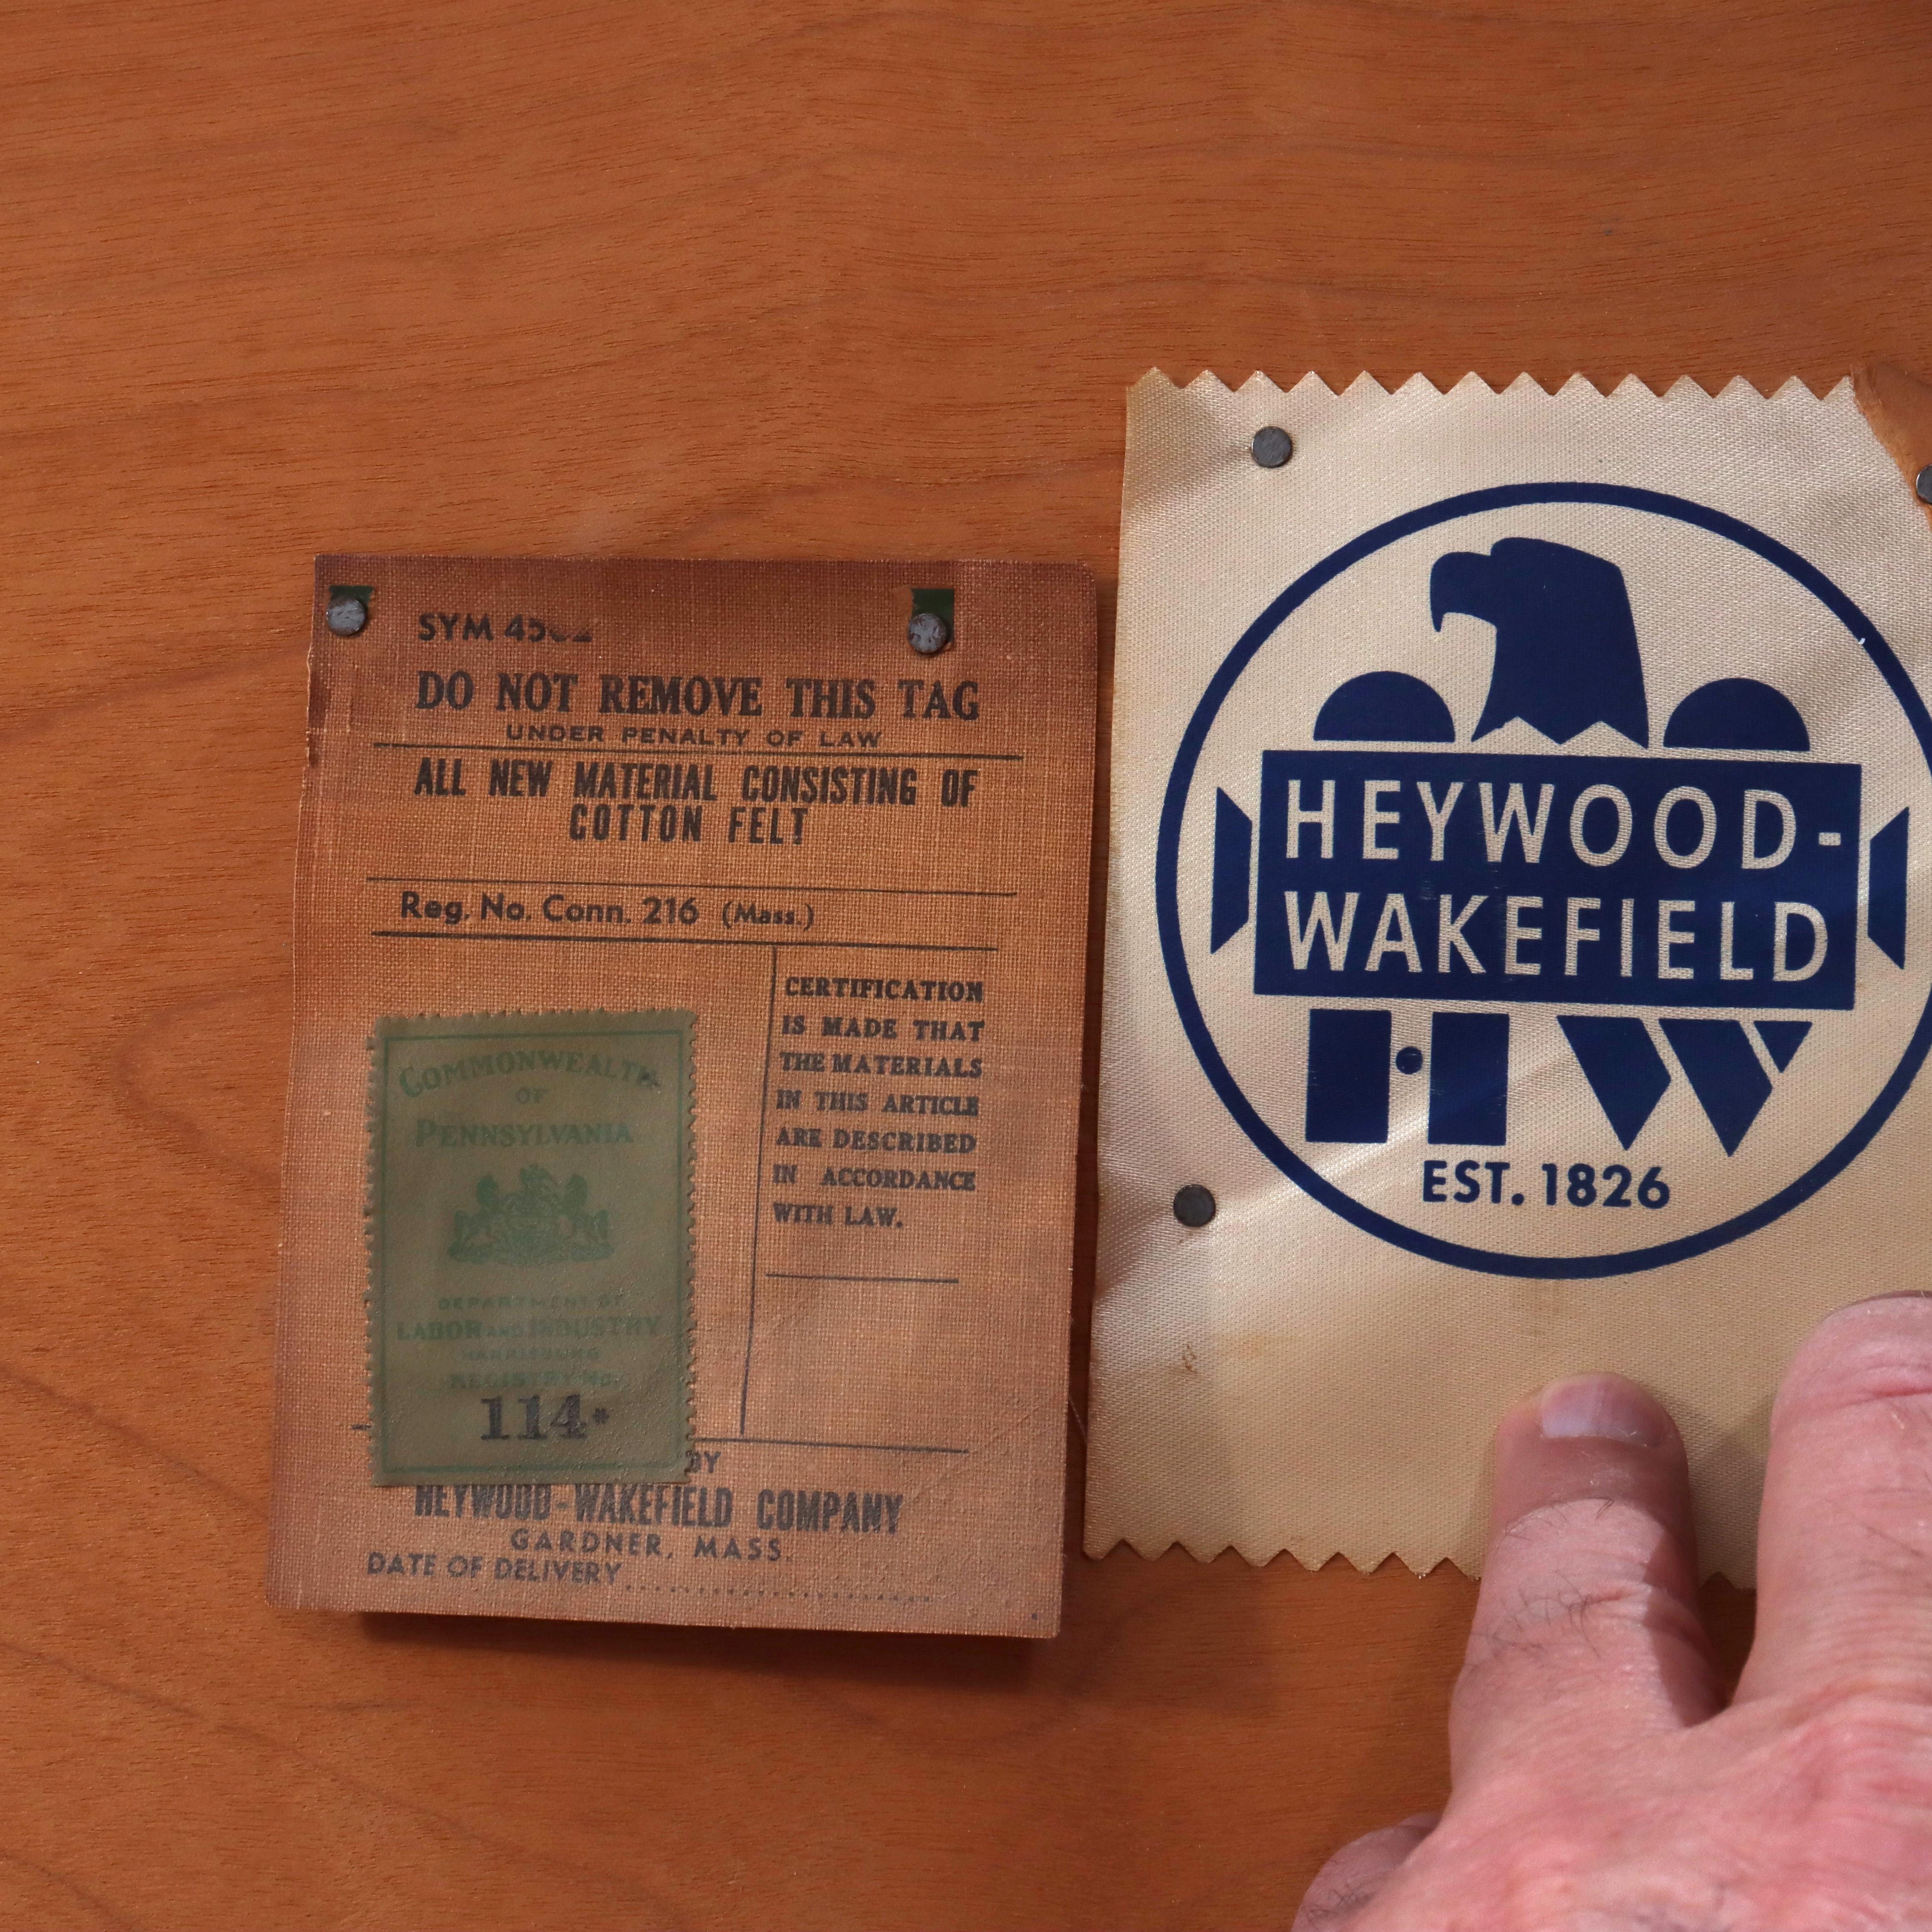 SYM
DO NOT REMOVE THIS TAG
UNDER PENALTY OF LAW
ALL NEW MATERIAL CONSISTING OF
COTTON FELT
Reg. No. Conn. 216 (Mass.)
CERTIFICATION
IS MADE THAT
THE MATERIALS
IN THIS ARTICLE
ARE DESCRIBED
IN ACCORDANCE
WITH LAW.
COMMONWEALTH
OF
PENNSYLVANIA
DEPARTMENT OF
LABOR AND INDUSTRY
HARRISBURG
REGISTRY No.
114*
BY
HEYWOOD-WAKEFIELD COMPANY
GARDNER, MASS.
DATE OF DELIVERY
HEYWOOD-
WAKEFIELD
HW
EST. 1826